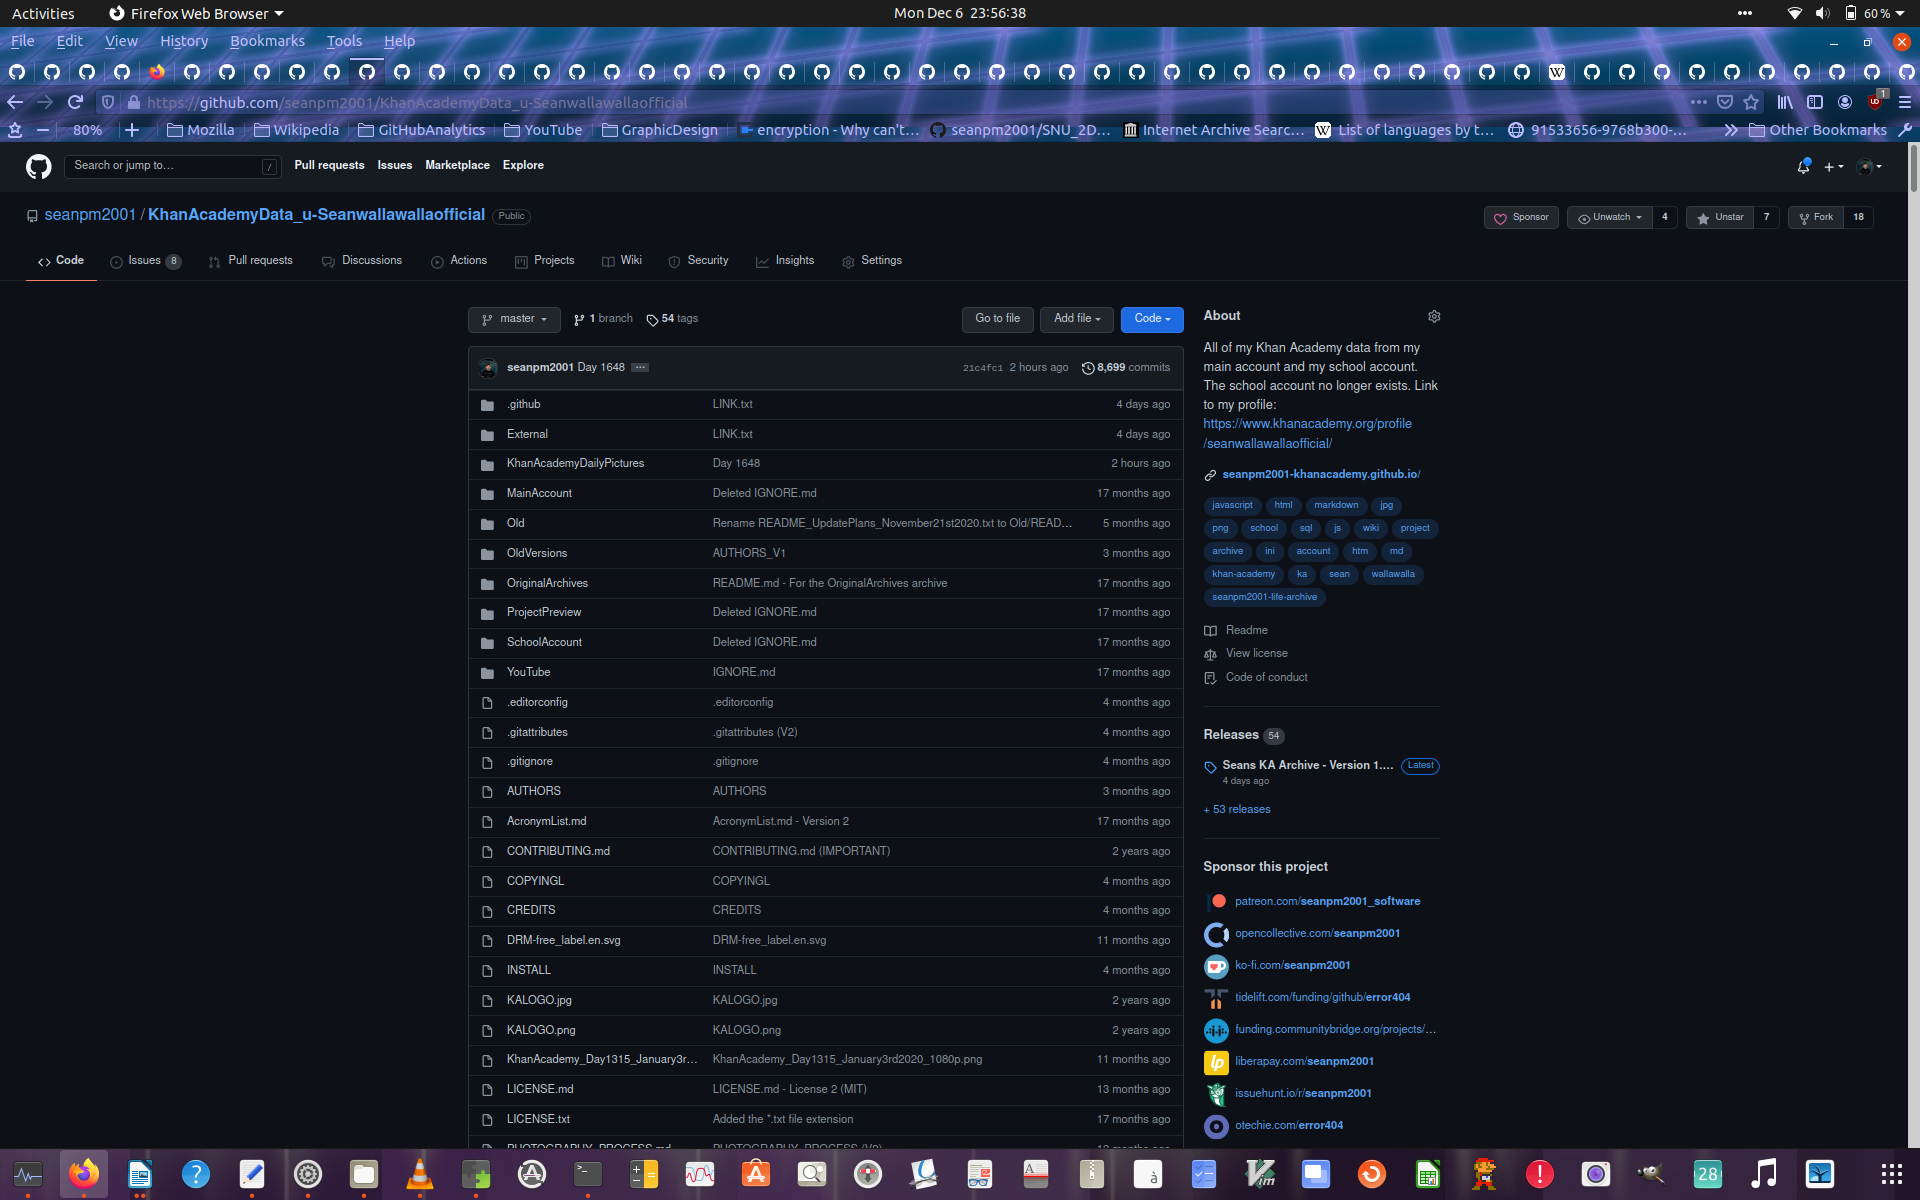 Activities
Firefox Web Browser
Mon Dec 6 23:56:38
60 %
File Edit View History Bookmarks Tools Help
https://github.com/seanpm2001/KhanAcademyData_u-Seanwallawallaofficial
1
80%
Mozilla
Wikipedia
GitHubAnalytics
YouTube
GraphicDesign
encryption - Why can't…
seanpm2001/SNU_2D…
Internet Archive Searc…
List of languages by t…
91533656-9768b300-…
Other Bookmarks
Search or jump to…
/
Pull requests Issues Marketplace Explore
seanpm2001 / KhanAcademyData_u-Seanwallawallaofficial Public
Sponsor
Unwatch 4
Unstar 7
Fork 18
Code
Issues 8
Pull requests
Discussions
Actions
Projects
Wiki
Security
Insights
Settings
master
1 branch
54 tags
Go to file
Add file
Code
seanpm2001 Day 1648 ... 21c4fc1 2 hours ago 8,699 commits
.github LINK.txt 4 days ago
External LINK.txt 4 days ago
KhanAcademyDailyPictures Day 1648 2 hours ago
MainAccount Deleted IGNORE.md 17 months ago
Old Rename README_UpdatePlans_November21st2020.txt to Old/READ… 5 months ago
OldVersions AUTHORS_V1 3 months ago
OriginalArchives README.md - For the OriginalArchives archive 17 months ago
ProjectPreview Deleted IGNORE.md 17 months ago
SchoolAccount Deleted IGNORE.md 17 months ago
YouTube IGNORE.md 17 months ago
.editorconfig .editorconfig 4 months ago
.gitattributes .gitattributes (V2) 4 months ago
.gitignore .gitignore 4 months ago
AUTHORS AUTHORS 3 months ago
AcronymList.md AcronymList.md - Version 2 17 months ago
CONTRIBUTING.md CONTRIBUTING.md (IMPORTANT) 2 years ago
COPYINGL COPYINGL 4 months ago
CREDITS CREDITS 4 months ago
DRM-free_label.en.svg DRM-free_label.en.svg 11 months ago
INSTALL INSTALL 4 months ago
KALOGO.jpg KALOGO.jpg 2 years ago
KALOGO.png KALOGO.png 2 years ago
KhanAcademy_Day1315_January3r… KhanAcademy_Day1315_January3rd2020_1080p.png 11 months ago
LICENSE.md LICENSE.md - License 2 (MIT) 13 months ago
LICENSE.txt Added the *.txt file extension 17 months ago
About
All of my Khan Academy data from my
main account and my school account.
The school account no longer exists. Link
to my profile:
https://www.khanacademy.org/profile
/seanwallawallaofficial/
seanpm2001-khanacademy.github.io/
javascript html markdown jpg
png school sql js wiki project
archive ini account htm md
khan-academy ka sean wallawalla
seanpm2001-life-archive
Readme
View license
Code of conduct
Releases 54
Seans KA Archive - Version 1.… Latest
4 days ago
+ 53 releases
Sponsor this project
patreon.com/seanpm2001_software
opencollective.com/seanpm2001
ko-fi.com/seanpm2001
tidelift.com/funding/github/error404
funding.communitybridge.org/projects/…
liberapay.com/seanpm2001
issuehunt.io/r/seanpm2001
otechie.com/error404
28